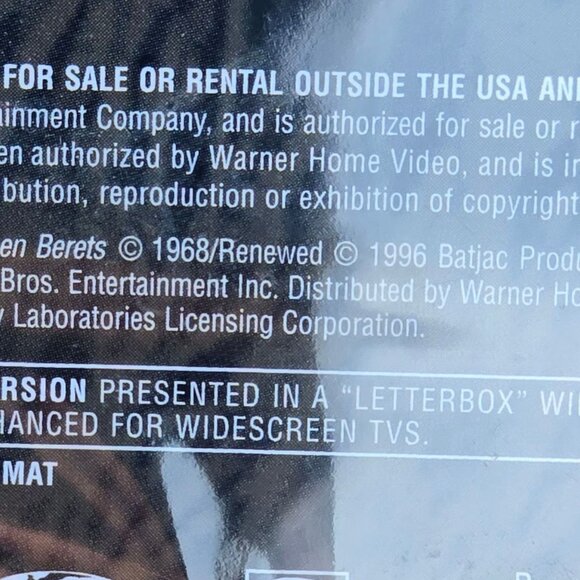 FOR SALE OR RENTAL OUTSIDE THE USA AN
ainment Company, and is authorized for sale or r
en authorized by Warner Home Video, and is i
bution, reproduction or exhibition of copyright
en Berets © 1968/Renewed © 1996 Batjac Produ
Bros. Entertainment Inc. Distributed by Warner Ho
y Laboratories Licensing Corporation.
RSION PRESENTED IN A “LETTERBOX” WI
HANCED FOR WIDESCREEN TVS.
MAT